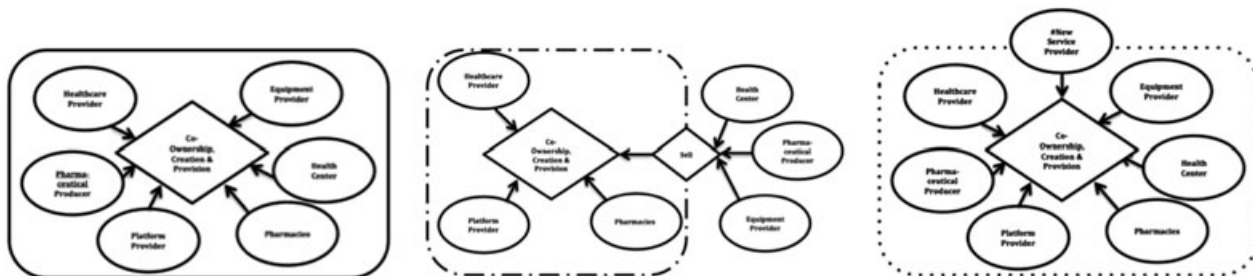 Healthcare
Provider
Equipment
Provider
Co-
Ownership,
Creation &
Provision
Pharma-
ceutical
Producer
Health
Center
Platform
Provider
Pharmacies
Healthcare
Provider
Health
Center
Co-
Ownership,
Creation &
Provision
Sell
Pharma-
ceutical
Producer
Platform
Provider
Pharmacies
Equipment
Provider
#New
Service
Provider
Healthcare
Provider
Equipment
Provider
Co-
Ownership,
Creation &
Provision
Pharma-
ceutical
Producer
Health
Center
Platform
Provider
Pharmacies